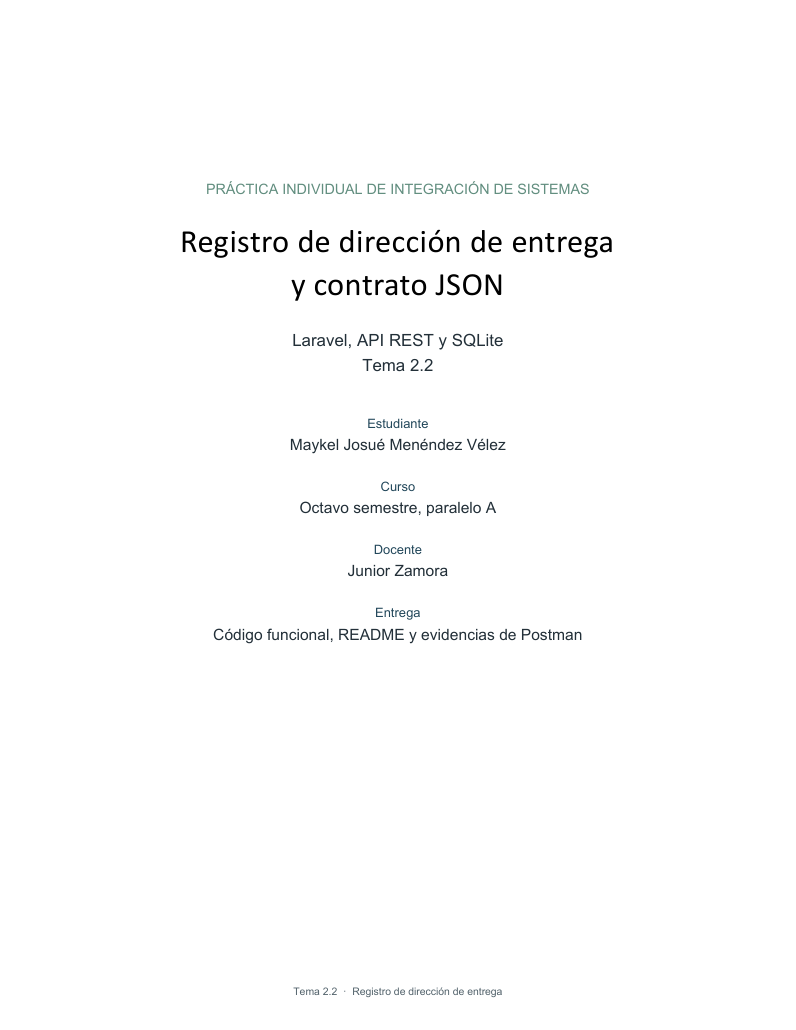 PRÁCTICA INDIVIDUAL DE INTEGRACIÓN DE SISTEMAS
Registro de dirección de entrega
y contrato JSON
Laravel, API REST y SQLite
Tema 2.2
Estudiante
Maykel Josué Menéndez Vélez
Curso
Octavo semestre, paralelo A
Docente
Junior Zamora
Entrega
Código funcional, README y evidencias de Postman
Tema 2.2 · Registro de dirección de entrega